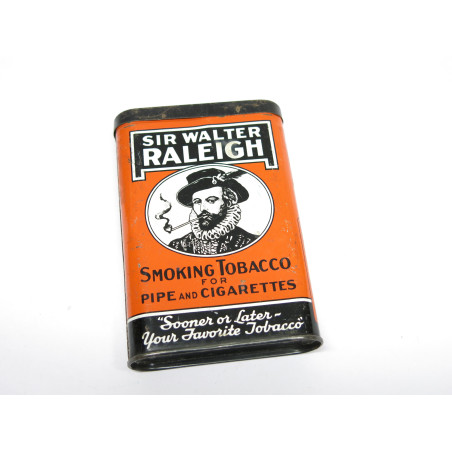 SIR WALTER
RALEIGH
SMOKING TOBACCO
FOR
PIPE AND CIGARETTES
"Sooner or Later-
Your Favorite Tobacco"